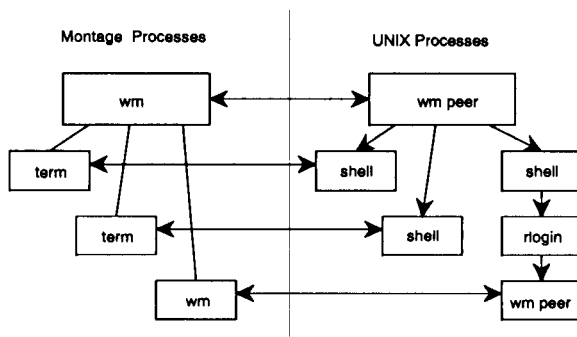 Montage Processes
UNIX Processes
wm
wm peer
term
shell
shell
term
shell
rlogin
wm
wm peer